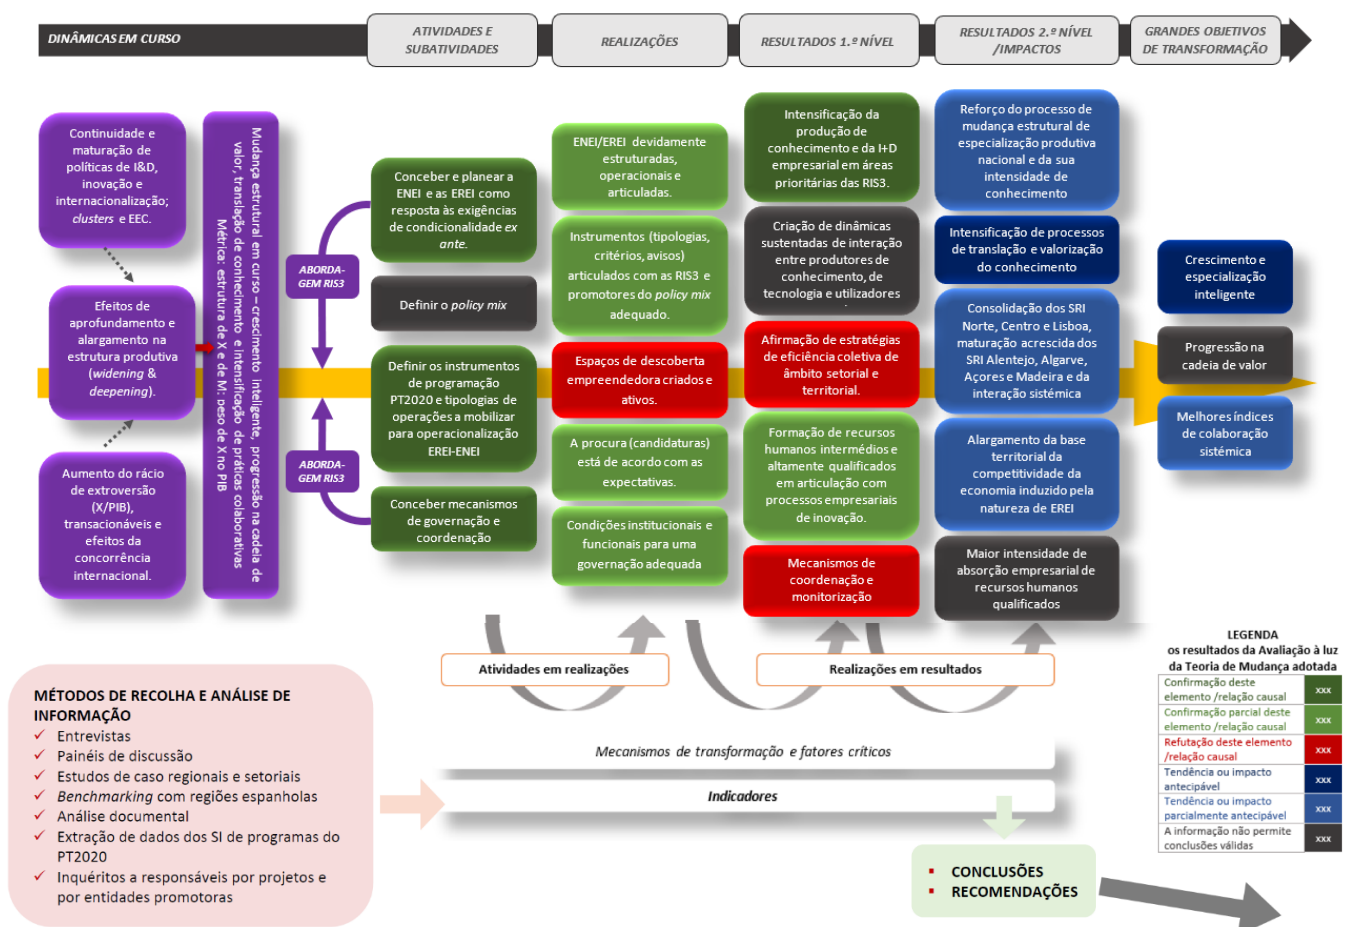 DINÂMICAS EM CURSO
ATIVIDADES E
SUBATIVIDADES
REALIZAÇÕES
RESULTADOS 1.º NÍVEL
RESULTADOS 2.º NÍVEL
/IMPACTOS
GRANDES OBJETIVOS
DE TRANSFORMAÇÃO
Continuidade e
maturação de
políticas de I&D,
inovação e
internacionalização;
clusters e EEC.
Efeitos de
aprofundamento e
alargamento na
estrutura produtiva
(widening &
deepening).
Aumento do rácio
de extroversão
(X/PIB),
transacionáveis e
efeitos da
concorrência
internacional.
Mudança estrutural em curso – crescimento inteligente, progressão na cadeia de
valor, translação de conhecimento e intensificação de práticas colaborativas
Métrica: estrutura de X e de M; peso de X no PIB
ABORDA-
GEM RIS3
ABORDA-
GEM RIS3
Conceber e planear a
ENEI e as EREI como
resposta às exigências
de condicionalidade ex
ante.
Definir o policy mix
Definir os instrumentos
de programação
PT2020 e tipologias de
operações a mobilizar
para operacionalização
EREI-ENEI
Conceber mecanismos
de governação e
coordenação
ENEI/EREI devidamente
estruturadas,
operacionais e
articuladas.
Instrumentos (tipologias,
critérios, avisos)
articulados com as RIS3 e
promotores do policy mix
adequado.
Espaços de descoberta
empreendedora criados e
ativos.
A procura (candidaturas)
está de acordo com as
expectativas.
Condições institucionais e
funcionais para uma
governação adequada
Intensificação da
produção de
conhecimento e da I+D
empresarial em áreas
prioritárias das RIS3.
Criação de dinâmicas
sustentadas de interação
entre produtores de
conhecimento, de
tecnologia e utilizadores
Afirmação de estratégias
de eficiência coletiva de
âmbito setorial e
territorial.
Formação de recursos
humanos intermédios e
altamente qualificados
em articulação com
processos empresariais
de inovação.
Mecanismos de
coordenação e
monitorização
Reforço do processo de
mudança estrutural de
especialização produtiva
nacional e da sua
intensidade de
conhecimento
Intensificação de processos
de translação e valorização
do conhecimento
Consolidação dos SRI
Norte, Centro e Lisboa,
maturação acrescida dos
SRI Alentejo, Algarve,
Açores e Madeira e da
interação sistémica
Alargamento da base
territorial da
competitividade da
economia induzido pela
natureza de EREI
Maior intensidade de
absorção empresarial de
recursos humanos
qualificados
Crescimento e
especialização
inteligente
Progressão na
cadeia de valor
Melhores índices
de colaboração
sistémica
Atividades em realizações
Realizações em resultados
Mecanismos de transformação e fatores críticos
Indicadores
MÉTODOS DE RECOLHA E ANÁLISE DE
INFORMAÇÃO
✓ Entrevistas
✓ Painéis de discussão
✓ Estudos de caso regionais e setoriais
✓ Benchmarking com regiões espanholas
✓ Análise documental
✓ Extração de dados dos SI de programas do
PT2020
✓ Inquéritos a responsáveis por projetos e
por entidades promotoras
▪ CONCLUSÕES
▪ RECOMENDAÇÕES
LEGENDA
os resultados da Avaliação à luz
da Teoria de Mudança adotada
Confirmação deste
elemento /relação causal xxx
Confirmação parcial deste
elemento /relação causal xxx
Refutação deste elemento
/relação causal xxx
Tendência ou impacto
antecipável xxx
Tendência ou impacto
parcialmente antecipável xxx
A informação não permite
conclusões válidas xxx